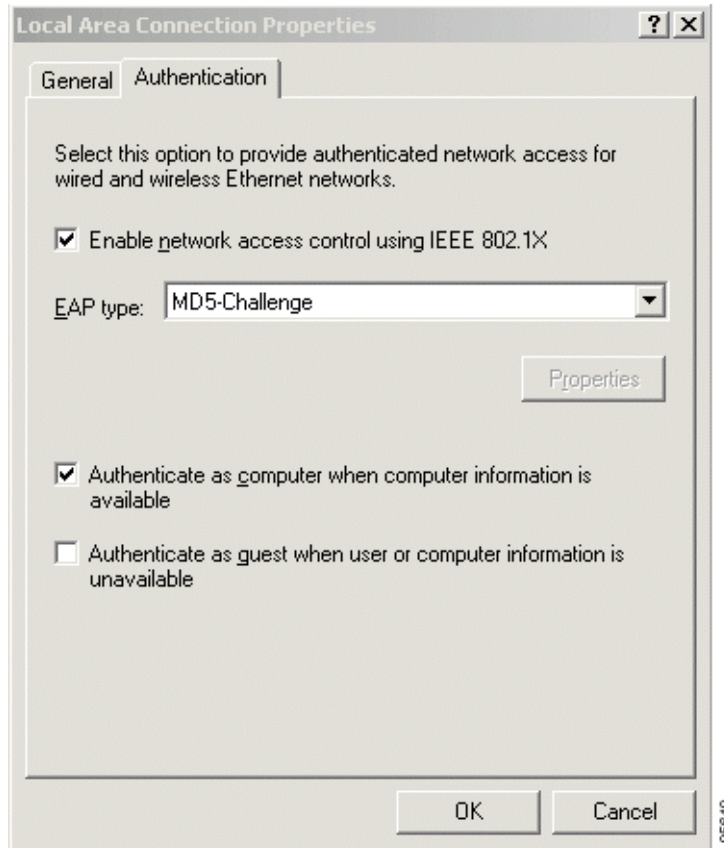 Local Area Connection Properties
General
Authentication
Select this option to provide authenticated network access for
wired and wireless Ethernet networks.
Enable network access control using IEEE 802.1X
EAP type:
MD5-Challenge
Properties
Authenticate as computer when computer information is
available
Authenticate as guest when user or computer information is
unavailable
OK
Cancel